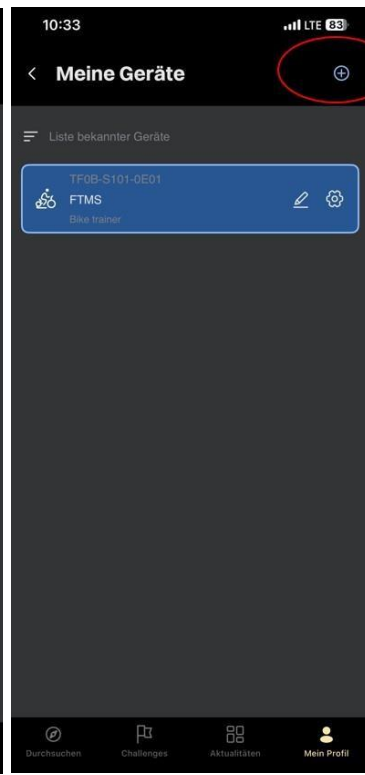 10:33
LTE 83
Meine Geräte
Liste bekannter Geräte
TF0B-S101-0E01
FTMS
Bike trainer
Durchsuchen
Challenges
Aktualitäten
Mein Profil